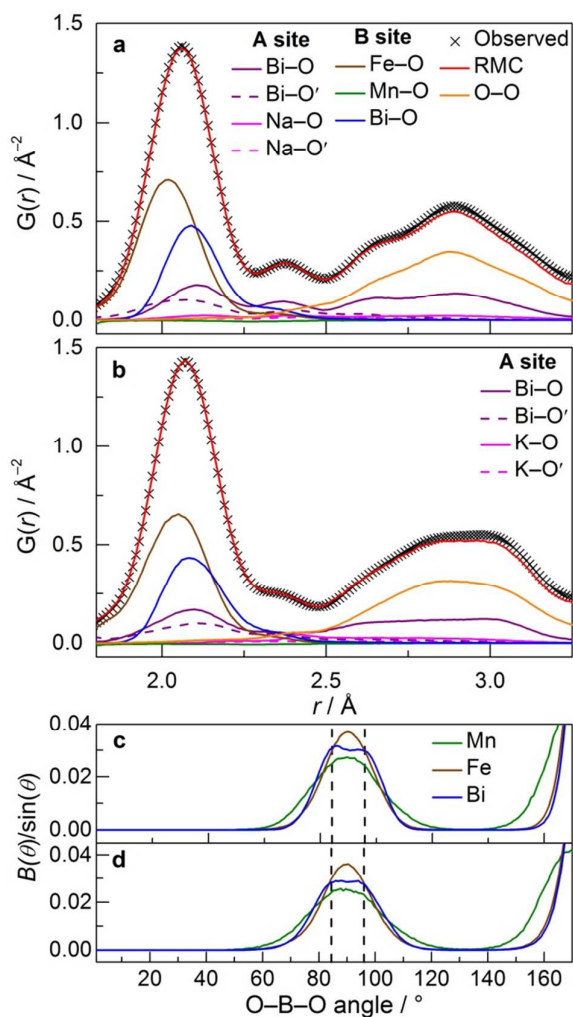 a
A site
Bi–O
Bi–O′
Na–O
Na–O′
B site
Fe–O
Mn–O
Bi–O
× Observed
RMC
O–O
G(r) / Å⁻²
1.5
1.0
0.5
0.0
b
A site
Bi–O
Bi–O′
K–O
K–O′
G(r) / Å⁻²
1.5
1.0
0.5
0.0
2.0 2.5 3.0
r / Å
c
Mn
Fe
Bi
0.04
0.02
0.00
d
0.04
0.02
0.00
B(θ)/sin(θ)
20 40 60 80 100 120 140 160
O–B–O angle / °